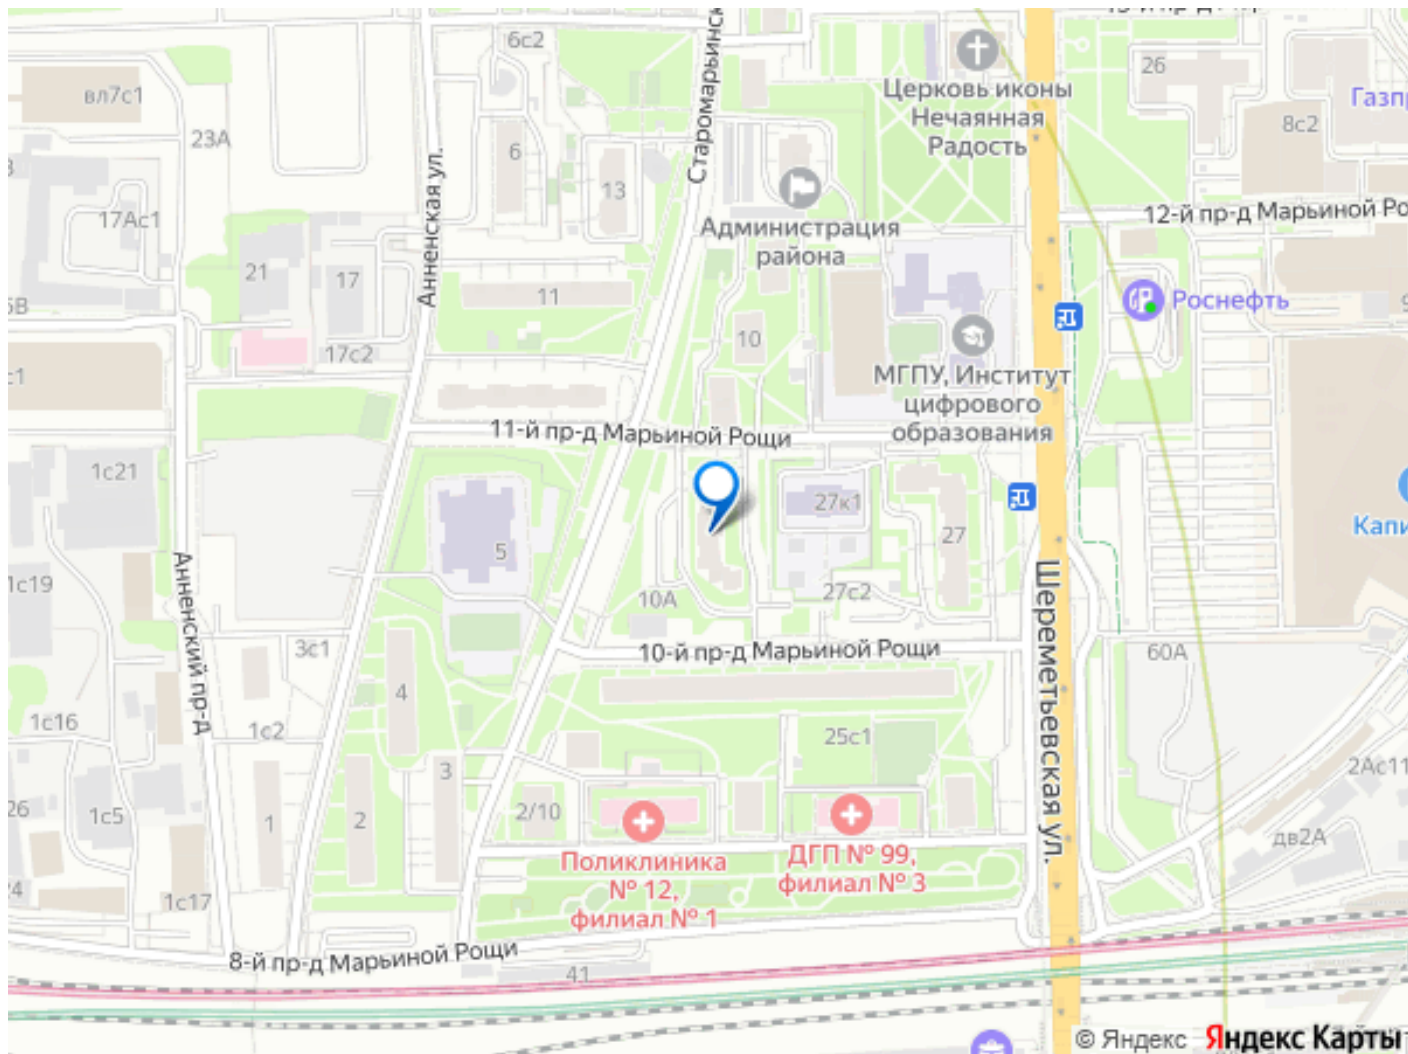 6с2
Старомарьинск
26
вл7с1
Церковь иконы
Нечаянная
Радость
Газп
8с2
23А
6
Анненская ул.
13
17Ас1
12-й пр-д Марьиной Ро
Администрация
района
21
17
11
Роснефть
17с2
10
МГПУ, Институт
цифрового
образования
11-й пр-д Марьиной Рощи
1с21
27к1
Капи
27
5
1с19
Анненский пр-д
10А
27с2
Шереметьевская ул.
3с1
10-й пр-д Марьиной Рощи
60А
4
1с16
1с2
25с1
2Ас11
3
1с5
1
2
2/10
дв2А
Поликлиника
№ 12,
филиал № 1
ДГП № 99,
филиал № 3
1с17
8-й пр-д Марьиной Рощи
41
© Яндекс Яндекс Карты